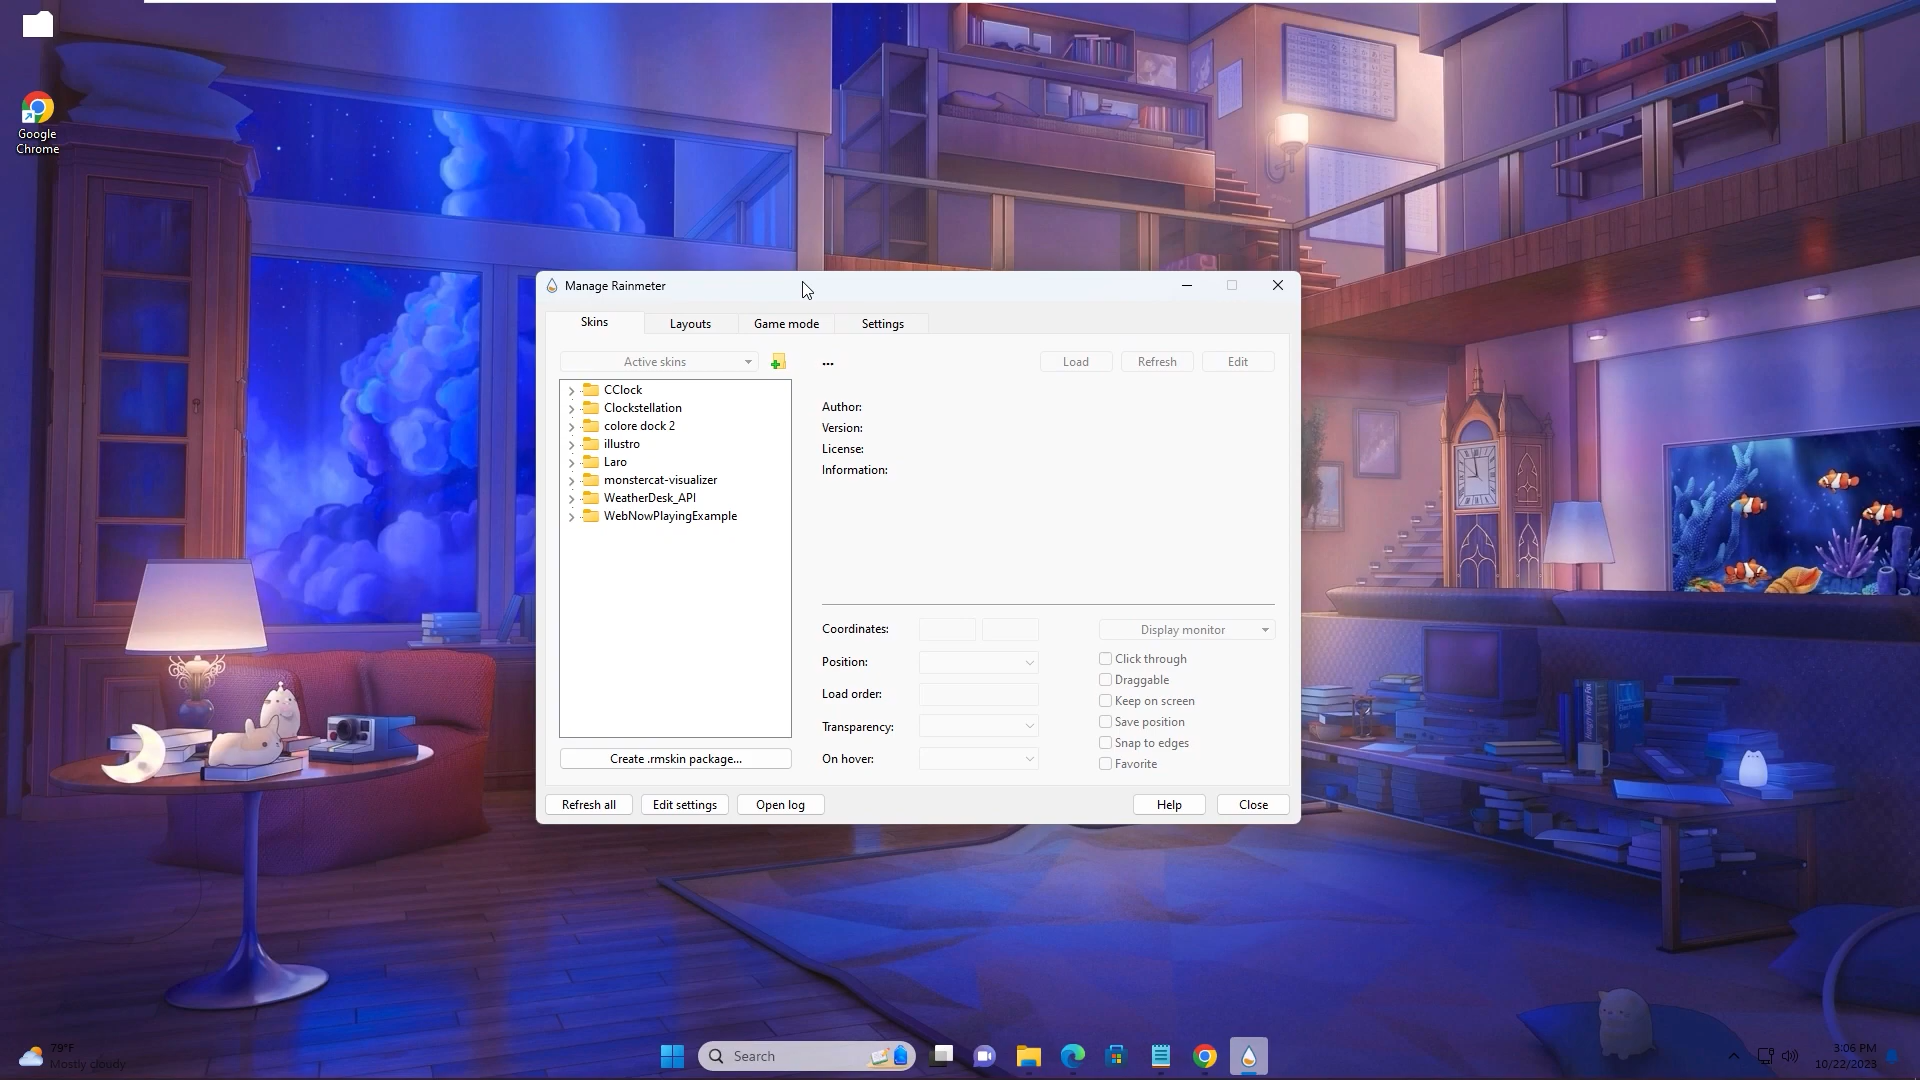 Google
Chrome
Manage Rainmeter
Skins
Layouts
Game mode
Settings
Active skins
...
Load
Refresh
Edit
CClock
Clockstellation
colore dock 2
illustro
Laro
monstercat-visualizer
WeatherDesk_API
WebNowPlayingExample
Author:
Version:
License:
Information:
Coordinates:
Display monitor
Position:
Load order:
Transparency:
On hover:
Click through
Draggable
Keep on screen
Save position
Snap to edges
Favorite
Create .rmskin package...
Refresh all
Edit settings
Open log
Help
Close
79°F
Mostly cloudy
Search
3:06 PM
10/22/2023